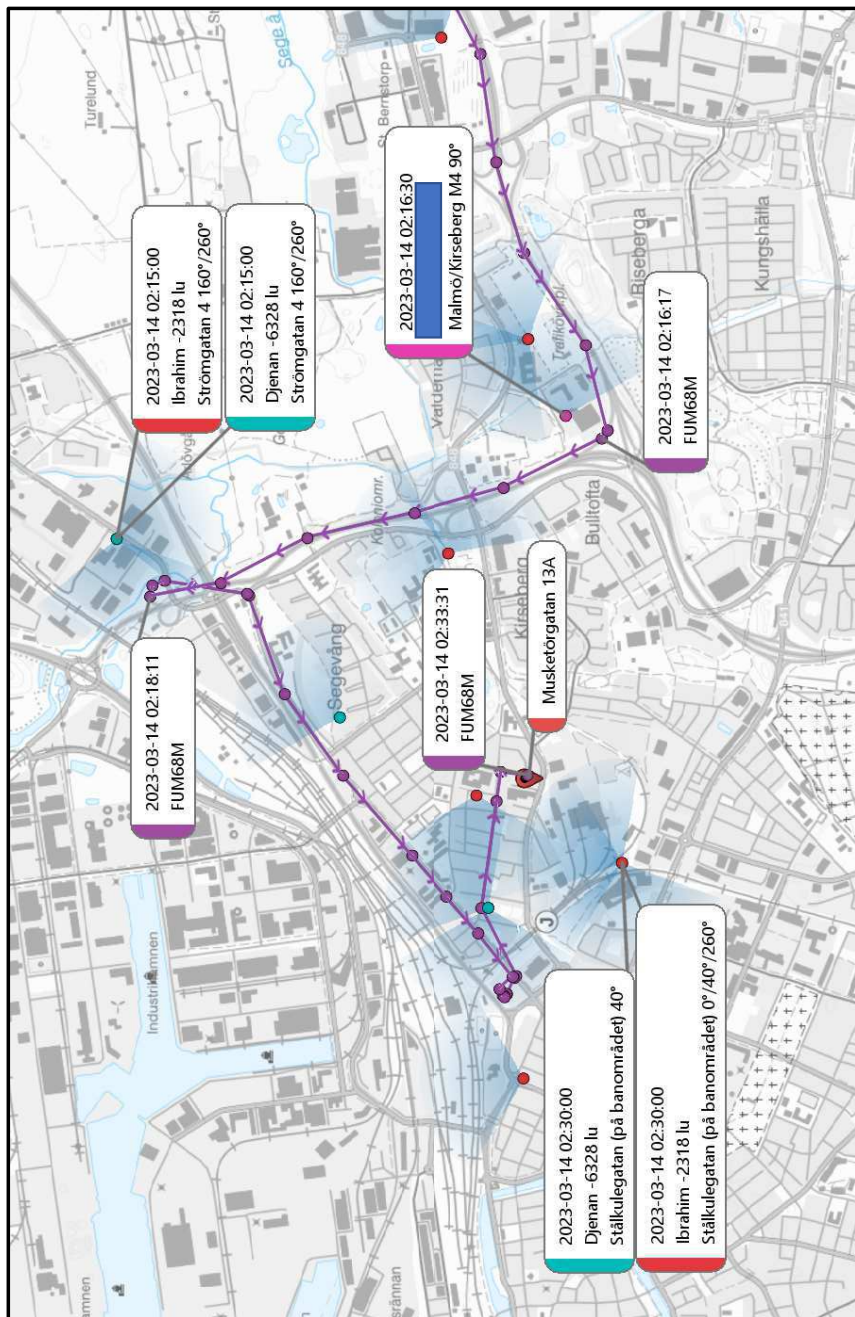 Turelund
amnen
Industrihamnen
2023-03-14 02:18:11
FUM68M
2023-03-14 02:15:00
Ibrahim -2318 lu
Strömgatan 4 160°/260°
2023-03-14 02:15:00
Djenan -6328 lu
Strömgatan 4 160°/260°
Sege å
Segevång
Koloniomr.
St. Bernstorp
srännan
2023-03-14 02:16:30
Malmö/Kirseberg M4 90°
2023-03-14 02:33:31
FUM68M
Kirseberg
Musketörgatan 13A
J
Trafikövnpl.
Bulltofta
2023-03-14 02:30:00
Djenan -6328 lu
Stålkulegatan (på banområdet) 40°
2023-03-14 02:30:00
Ibrahim -2318 lu
Stålkulegatan (på banområdet) 0°/40°/260°
2023-03-14 02:16:17
FUM68M
Riseberga
Kungshälla